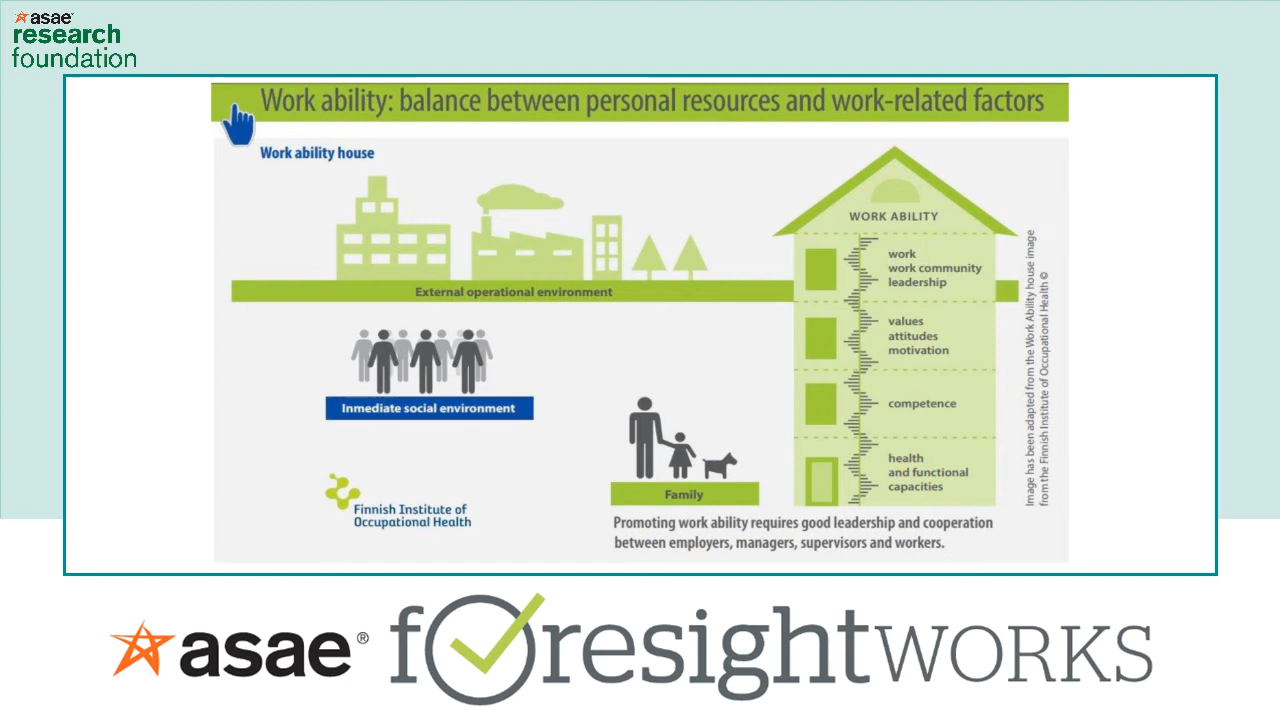 asae
research
foundation
Work ability: balance between personal resources and work-related factors
Work ability house
WORK ABILITY
work
work community
leadership
External operational environment
values
attitudes
motivation
Inmediate social environment
competence
health
and functional
capacities
Family
Finnish Institute of
Occupational Health
Promoting work ability requires good leadership and cooperation
between employers, managers, supervisors and workers.
Image has been adapted from the Work Ability house image
from the Finnish Institute of Occupational Health ©
asae® foresightWORKS